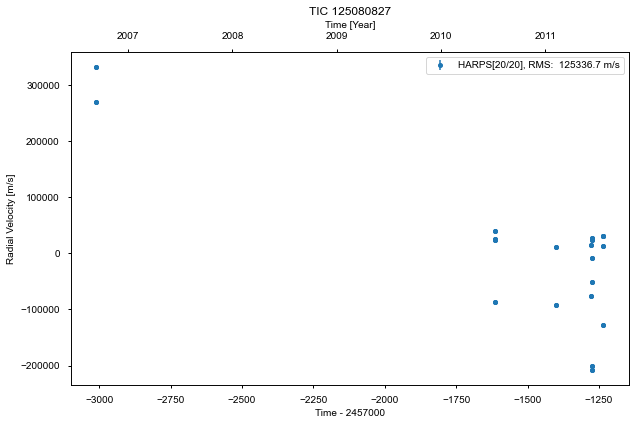 TIC 125080827
Time [Year]
2007 2008 2009 2010 2011
HARPS[20/20], RMS:  125336.7 m/s
Radial Velocity [m/s]
300000
200000
100000
0
−100000
−200000
−3000 −2750 −2500 −2250 −2000 −1750 −1500 −1250
Time - 2457000